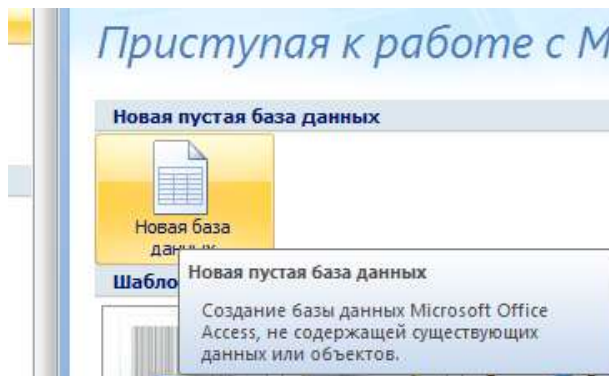 Приступая к работе с M
Новая пустая база данных
Новая база
данных
Шабло
Новая пустая база данных
Создание базы данных Microsoft Office
Access, не содержащей существующих
данных или объектов.